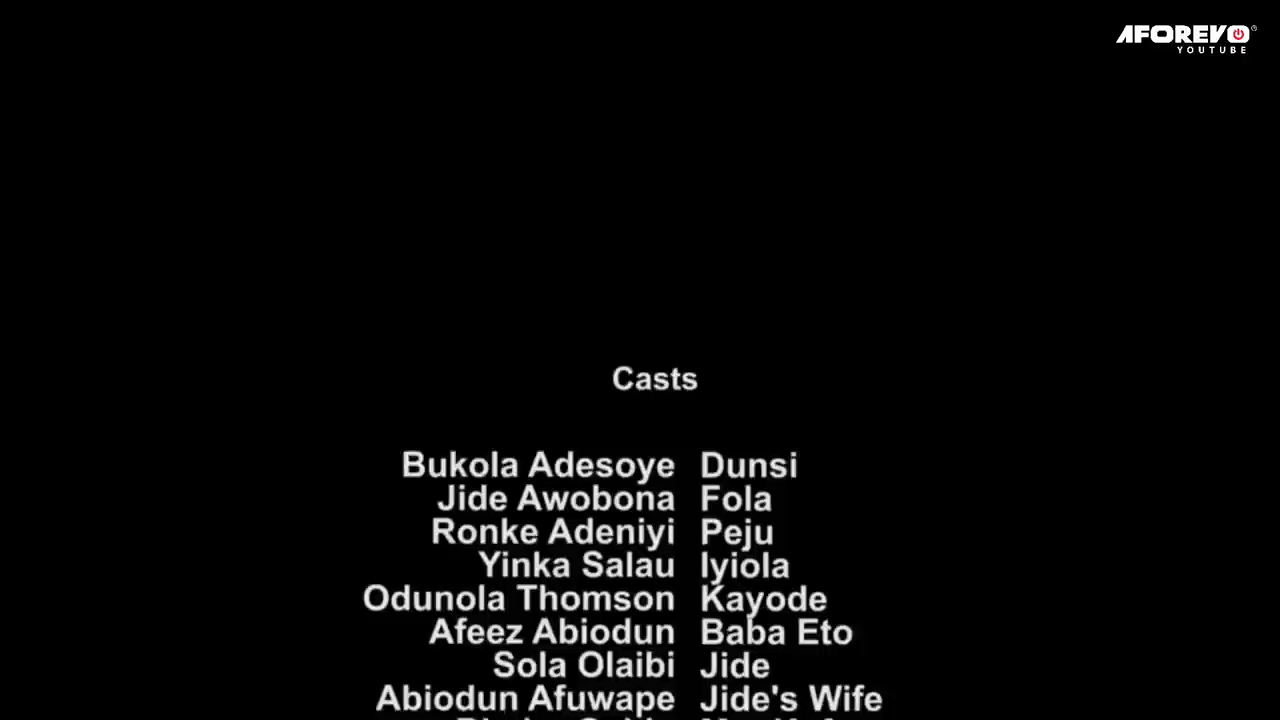 AFOREVO
YOUTUBE
Casts
Bukola Adesoye Dunsi
Jide Awobona Fola
Ronke Adeniyi Peju
Yinka Salau Iyiola
Odunola Thomson Kayode
Afeez Abiodun Baba Eto
Sola Olaibi Jide
Abiodun Afuwape Jide's Wife